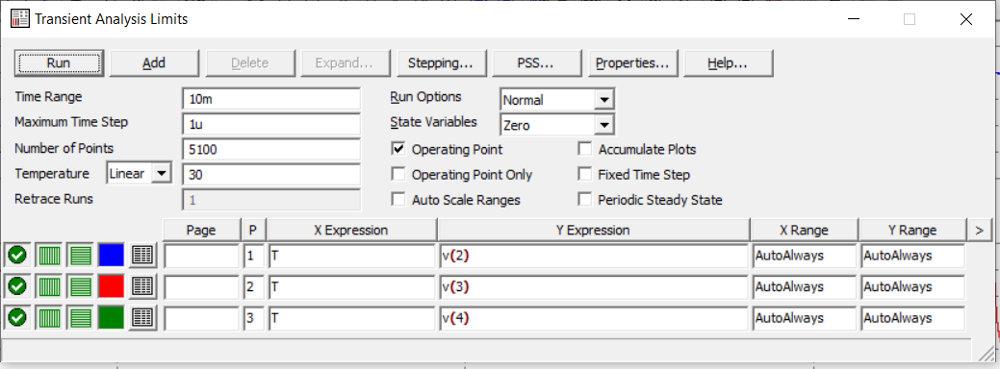 Transient Analysis Limits
Run Add Delete Expand... Stepping... PSS... Properties... Help...
Time Range 10m Run Options Normal
Maximum Time Step 1u State Variables Zero
Number of Points 5100 Operating Point Accumulate Plots
Temperature Linear 30 Operating Point Only Fixed Time Step
Retrace Runs 1 Auto Scale Ranges Periodic Steady State
Page P X Expression Y Expression X Range Y Range >
1 T v(2) AutoAlways AutoAlways
2 T v(3) AutoAlways AutoAlways
3 T v(4) AutoAlways AutoAlways